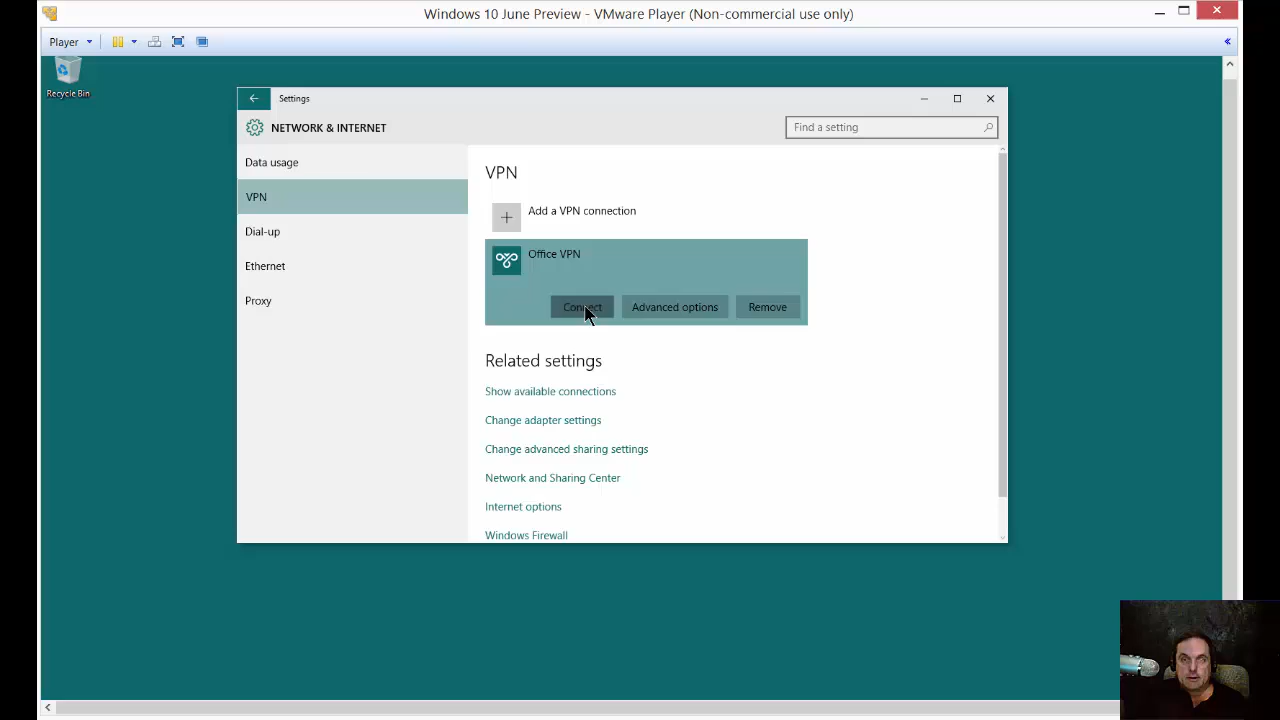 Windows 10 June Preview - VMware Player (Non-commercial use only)
Player
Recycle Bin
Settings
NETWORK & INTERNET
Find a setting
Data usage
VPN
Dial-up
Ethernet
Proxy
VPN
Add a VPN connection
Office VPN
Connect Advanced options Remove
Related settings
Show available connections
Change adapter settings
Change advanced sharing settings
Network and Sharing Center
Internet options
Windows Firewall